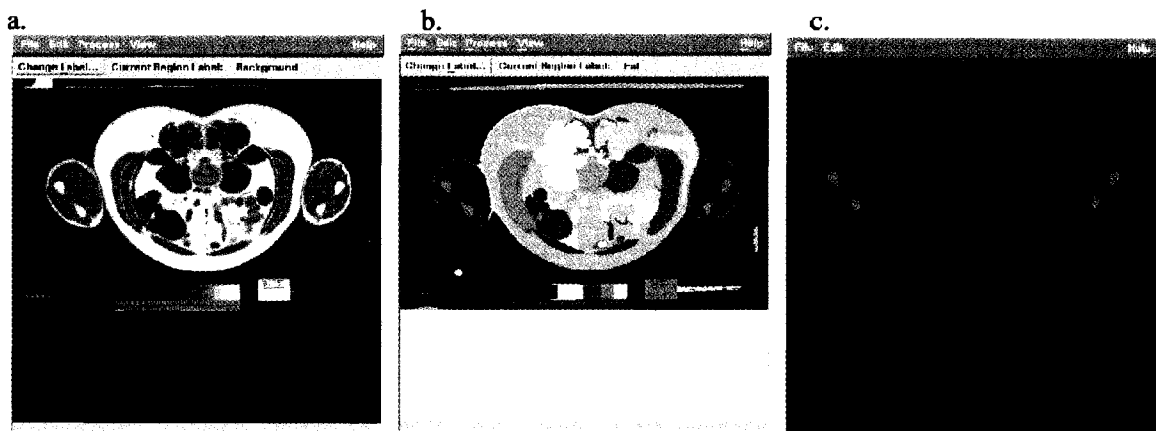 a.
File Edit Process View Help
Change Label... Current Region Label: Background
b.
File Edit Process View Help
Change Label... Current Region Label: Fat
c.
File Edit Help